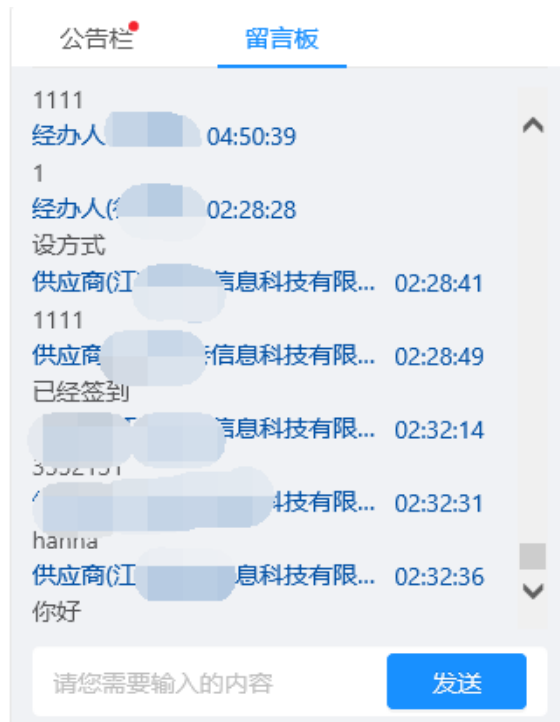 公告栏
留言板
1111
经办人 04:50:39
1
经办人( 02:28:28
设方式
供应商(江 信息科技有限... 02:28:41
1111
供应商 信息科技有限... 02:28:49
已经签到
信息科技有限... 02:32:14
科技有限... 02:32:31
hanna
供应商(江 息科技有限... 02:32:36
你好
请您需要输入的内容
发送